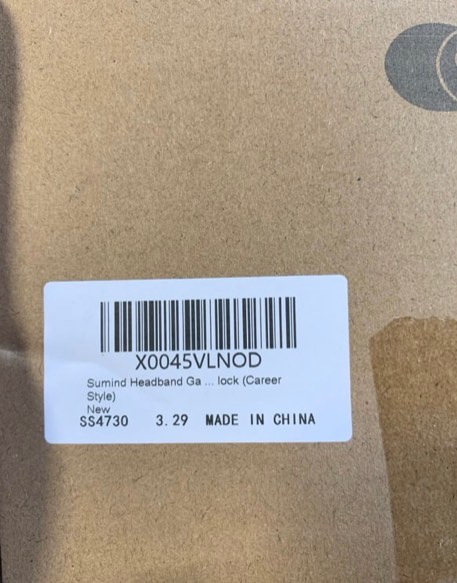 X0045VLNOD
Sumind Headband Ga ... lock (Career
Style)
New
SS4730 3.29 MADE IN CHINA